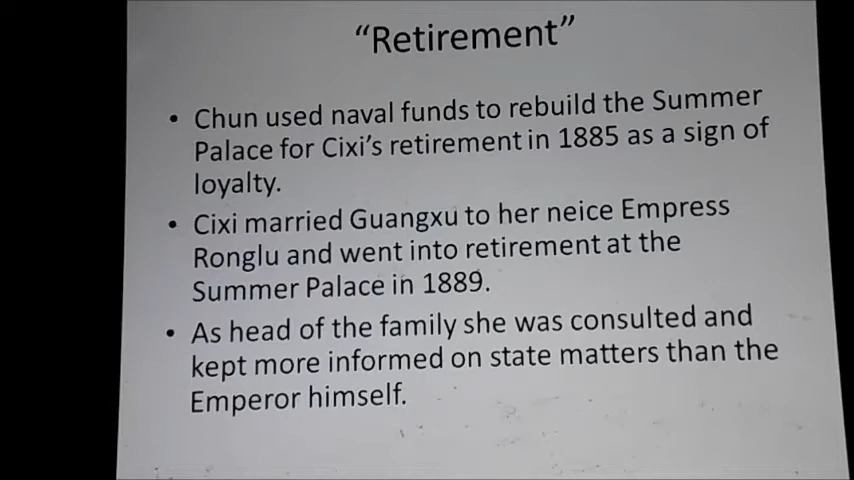 “Retirement”
• Chun used naval funds to rebuild the Summer
Palace for Cixi’s retirement in 1885 as a sign of
loyalty.
• Cixi married Guangxu to her neice Empress
Ronglu and went into retirement at the
Summer Palace in 1889.
• As head of the family she was consulted and
kept more informed on state matters than the
Emperor himself.